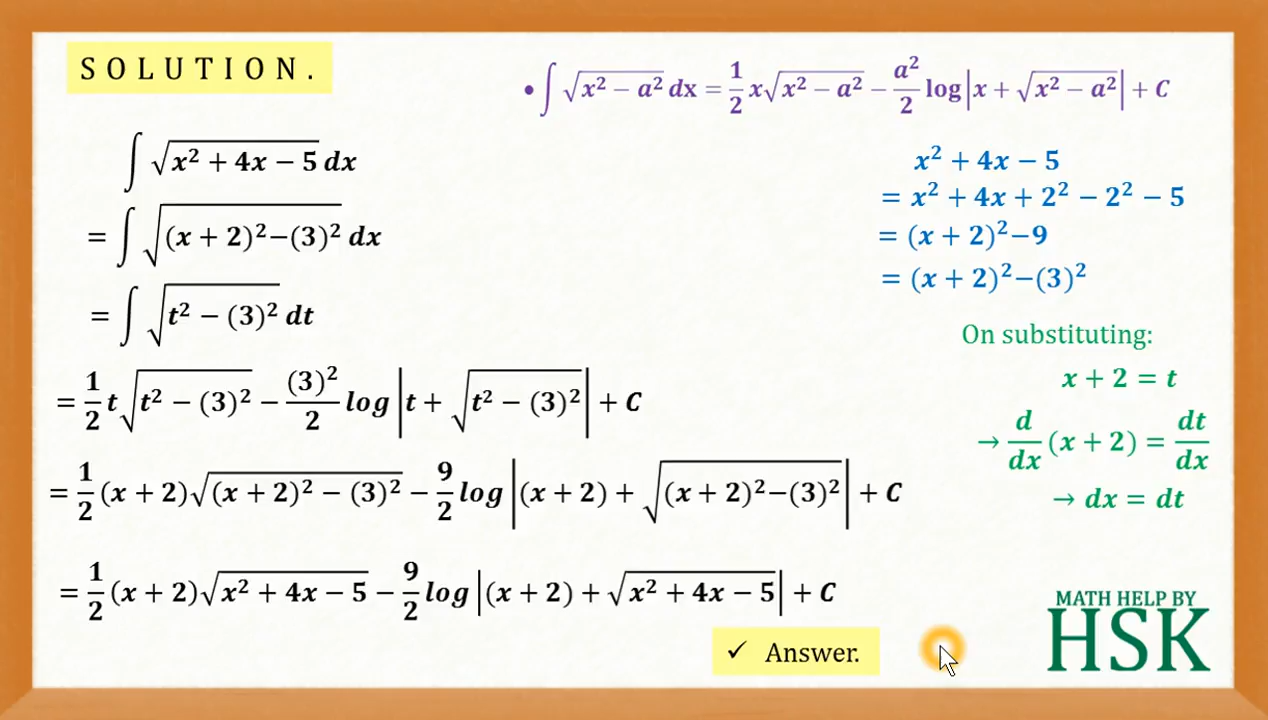 SOLUTION.
• ∫ √(x² − a²) dx = 1/2 x√(x² − a²) − a²/2 log|x + √(x² − a²)| + C
∫ √(x² + 4x − 5) dx
= ∫ √((x + 2)²−(3)²) dx
= ∫ √(t² − (3)²) dt
= 1/2 t√(t² − (3)²) − (3)²/2 log |t + √(t² − (3)²)| + C
= 1/2 (x + 2)√((x + 2)² − (3)²) − 9/2 log |(x + 2) + √((x + 2)²−(3)²)| + C
= 1/2 (x + 2)√(x² + 4x − 5) − 9/2 log |(x + 2) + √(x² + 4x − 5)| + C
✓ Answer.
x² + 4x − 5
= x² + 4x + 2² − 2² − 5
= (x + 2)²−9
= (x + 2)²−(3)²
On substituting:
x + 2 = t
→ d/dx (x + 2) = dt/dx
→ dx = dt
MATH HELP BY
HSK